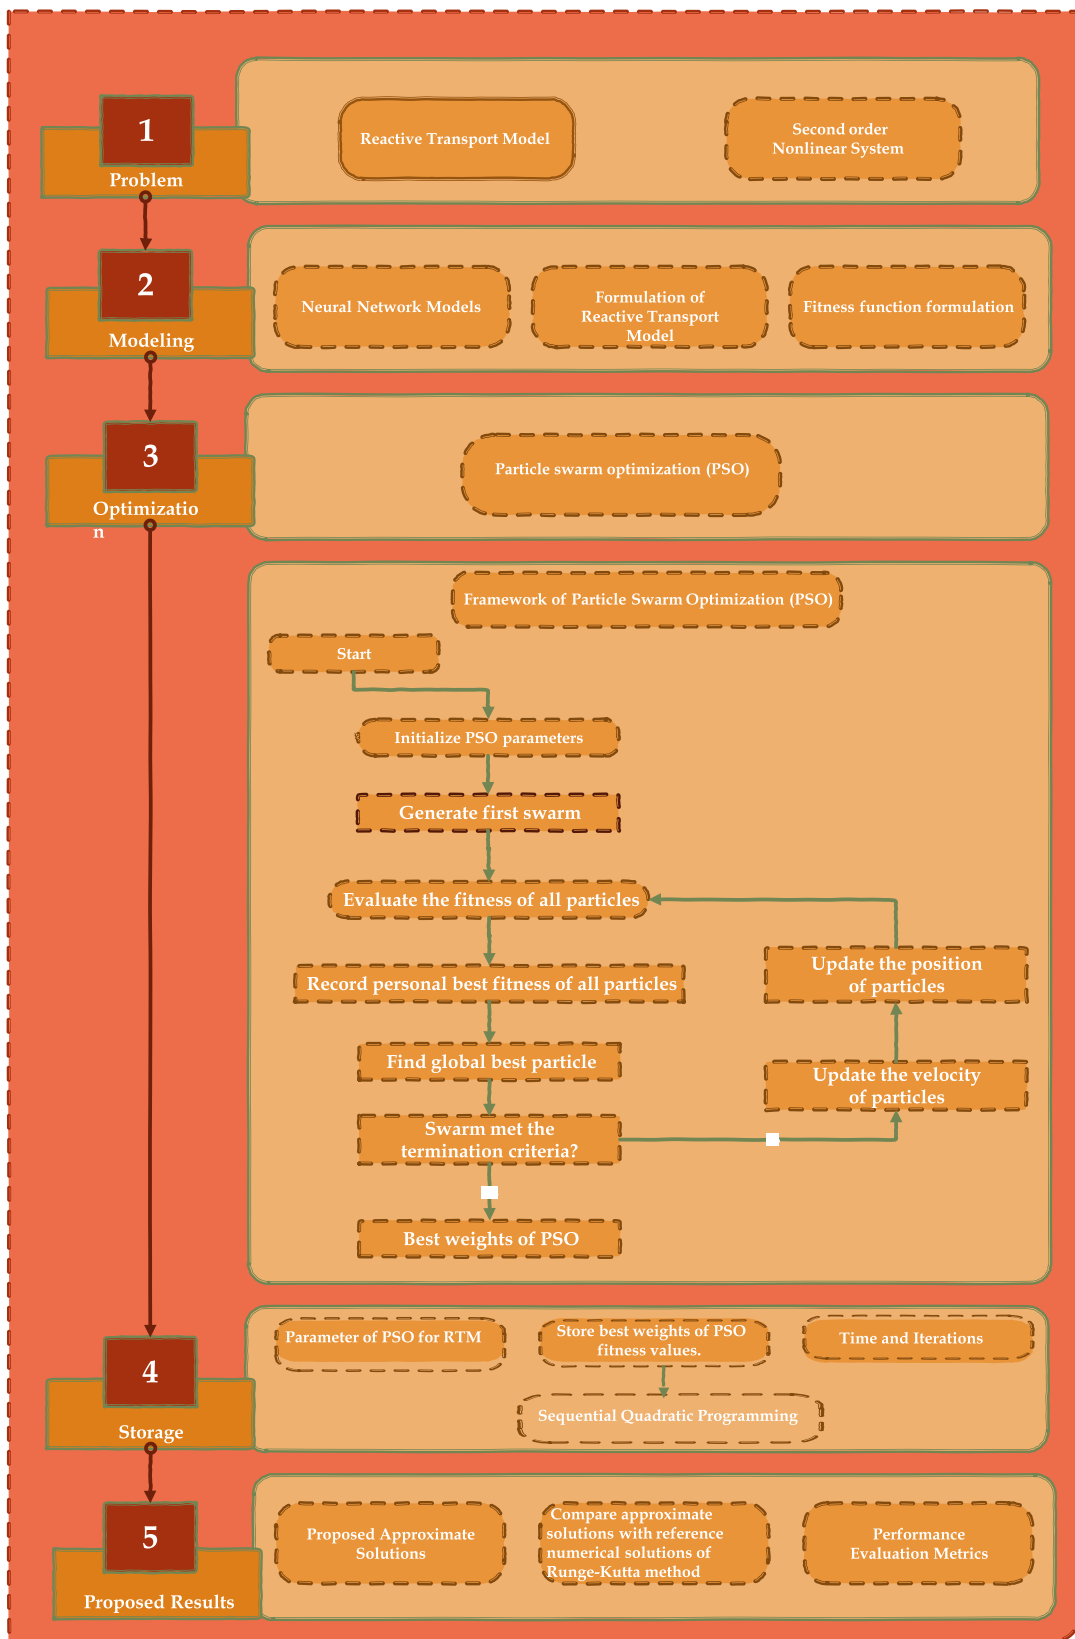 1
Problem
Reactive Transport Model
Second order
Nonlinear System
2
Modeling
Neural Network Models
Formulation of
Reactive Transport
Model
Fitness function formulation
3
Optimizatio
n
Particle swarm optimization (PSO)
Framework of Particle Swarm Optimization (PSO)
Start
Initialize PSO parameters
Generate first swarm
Evaluate the fitness of all particles
Record personal best fitness of all particles
Update the position
of particles
Find global best particle
Update the velocity
of particles
Swarm met the
termination criteria?
Best weights of PSO
4
Storage
Parameter of PSO for RTM
Store best weights of PSO
fitness values.
Time and Iterations
Sequential Quadratic Programming
5
Proposed Results
Proposed Approximate
Solutions
Compare approximate
solutions with reference
numerical solutions of
Runge-Kutta method
Performance
Evaluation Metrics